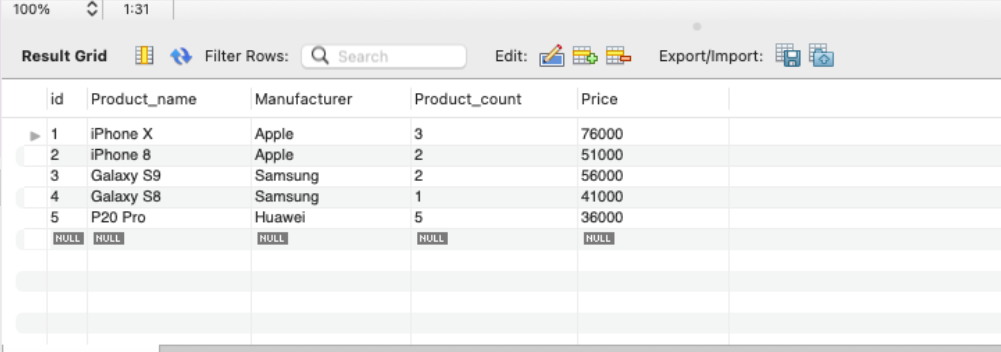 100% 1:31
Result Grid Filter Rows: Search Edit: Export/Import:
id Product_name Manufacturer Product_count Price
1 iPhone X Apple 3 76000
2 iPhone 8 Apple 2 51000
3 Galaxy S9 Samsung 2 56000
4 Galaxy S8 Samsung 1 41000
5 P20 Pro Huawei 5 36000
NULL NULL NULL NULL NULL